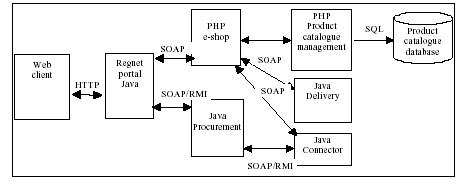 Web
client
HTTP
Regnet
portal
Java
SOAP
SOAP/RMI
PHP
e-shop
Java
Procurement
PHP
Product
catalogue
management
SQL
Product
catalogue
database
SOAP
SOAP
Java
Delivery
Java
Connector
SOAP/RMI